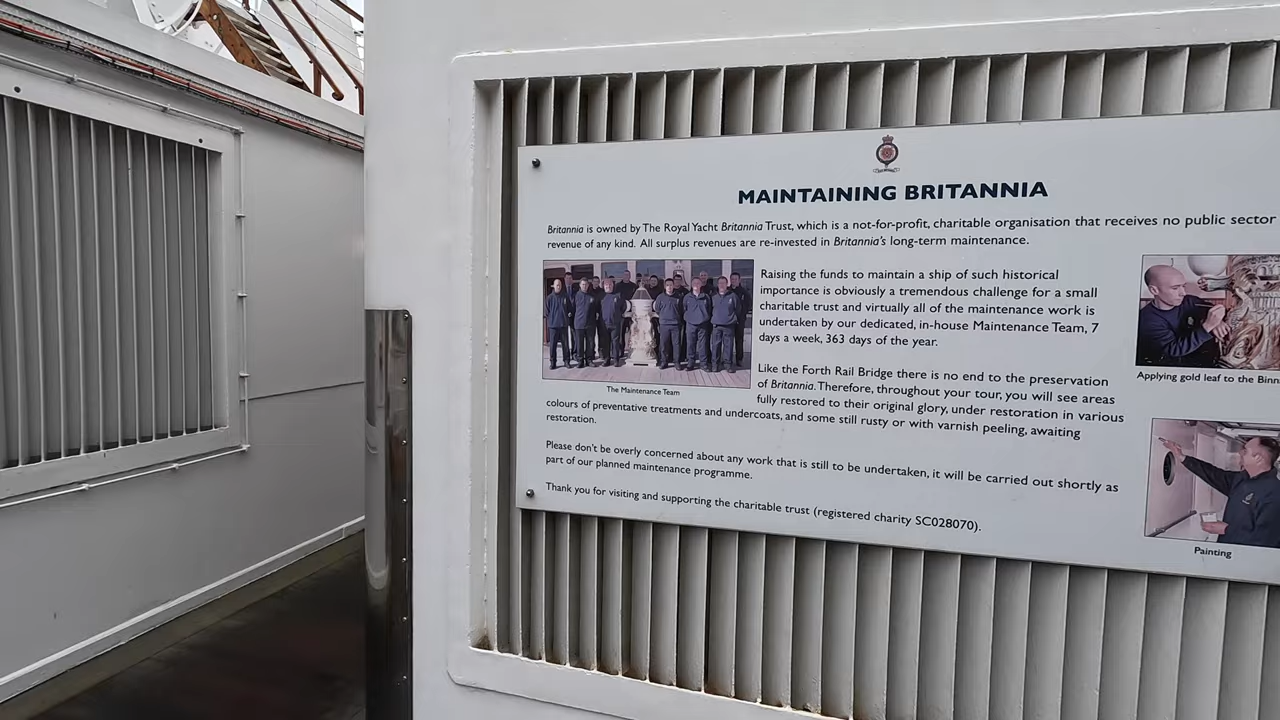 MAINTAINING BRITANNIA
Britannia is owned by The Royal Yacht Britannia Trust, which is a not-for-profit, charitable organisation that receives no public sector
revenue of any kind. All surplus revenues are re-invested in Britannia's long-term maintenance.
Raising the funds to maintain a ship of such historical
importance is obviously a tremendous challenge for a small
charitable trust and virtually all of the maintenance work is
undertaken by our dedicated, in-house Maintenance Team, 7
days a week, 363 days of the year.
The Maintenance Team
Like the Forth Rail Bridge there is no end to the preservation
of Britannia. Therefore, throughout your tour, you will see areas
fully restored to their original glory, under restoration in various
colours of preventative treatments and undercoats, and some still rusty or with varnish peeling, awaiting
restoration.
Please don't be overly concerned about any work that is still to be undertaken, it will be carried out shortly as
part of our planned maintenance programme.
Thank you for visiting and supporting the charitable trust (registered charity SC028070).
Applying gold leaf to the Binn
Painting